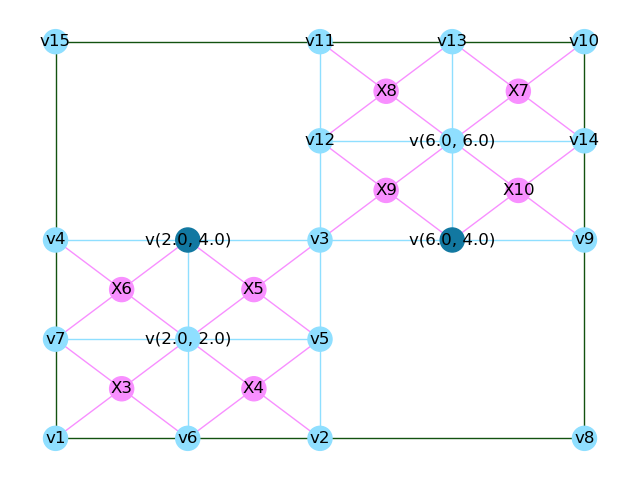 v15 v11 v13 v10
X8 X7
v12 v(6.0, 6.0) v14
X9 X10
v4 v(2.0, 4.0) v3 v(6.0, 4.0) v9
X6 X5
v7 v(2.0, 2.0) v5
X3 X4
v1 v6 v2 v8